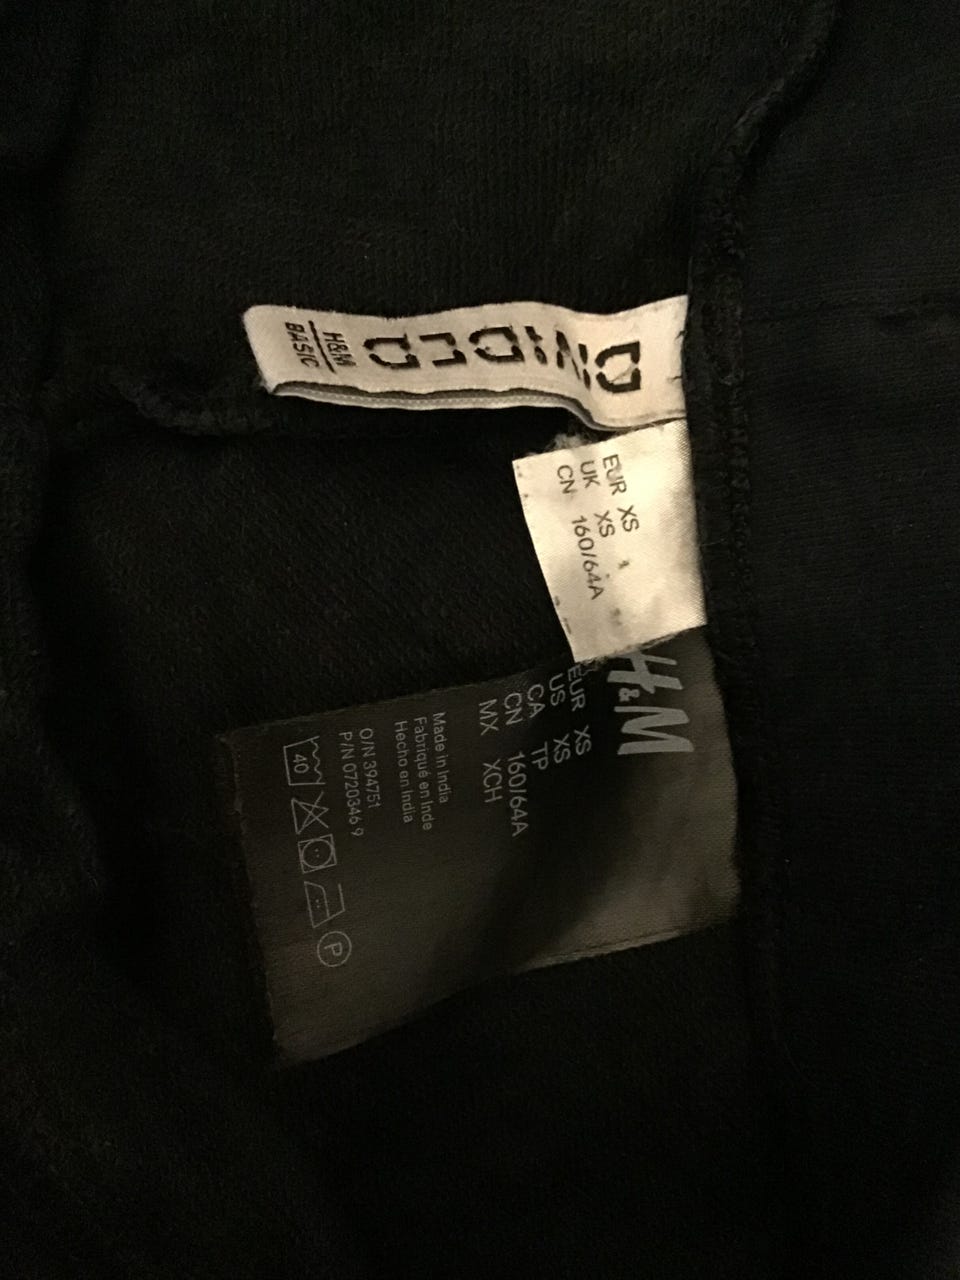 DIVIDED
H&M
BASIC
EUR XS
UK XS
CN 160/64A
H&M
EUR XS
US XS
CA TP
CN 160/64A
MX XCH
Made in India
Fabriqué en Inde
Hecho en India
O/N 394751
P/N 0720346 9
40
P